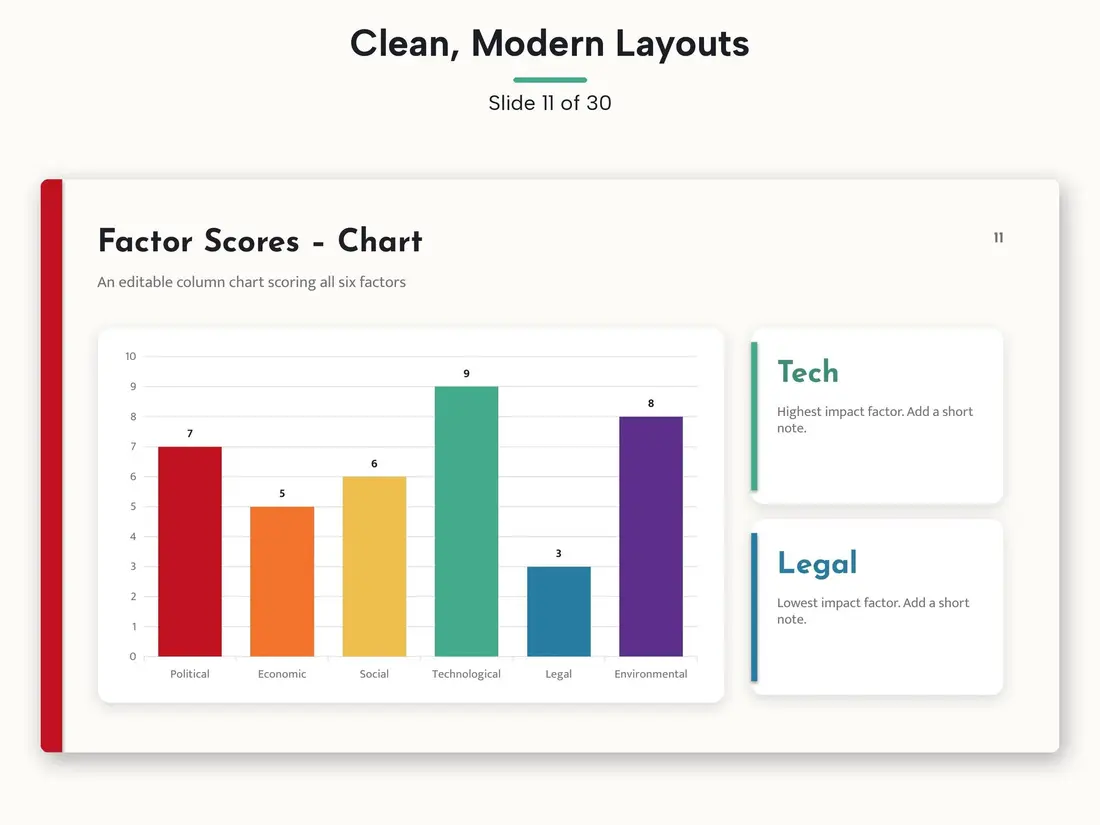 Clean, Modern Layouts
Slide 11 of 30
Factor Scores – Chart
11
An editable column chart scoring all six factors
10
9
8
7
6
5
4
3
2
1
0
7
5
6
9
3
8
Political
Economic
Social
Technological
Legal
Environmental
Tech
Highest impact factor. Add a short
note.
Legal
Lowest impact factor. Add a short
note.